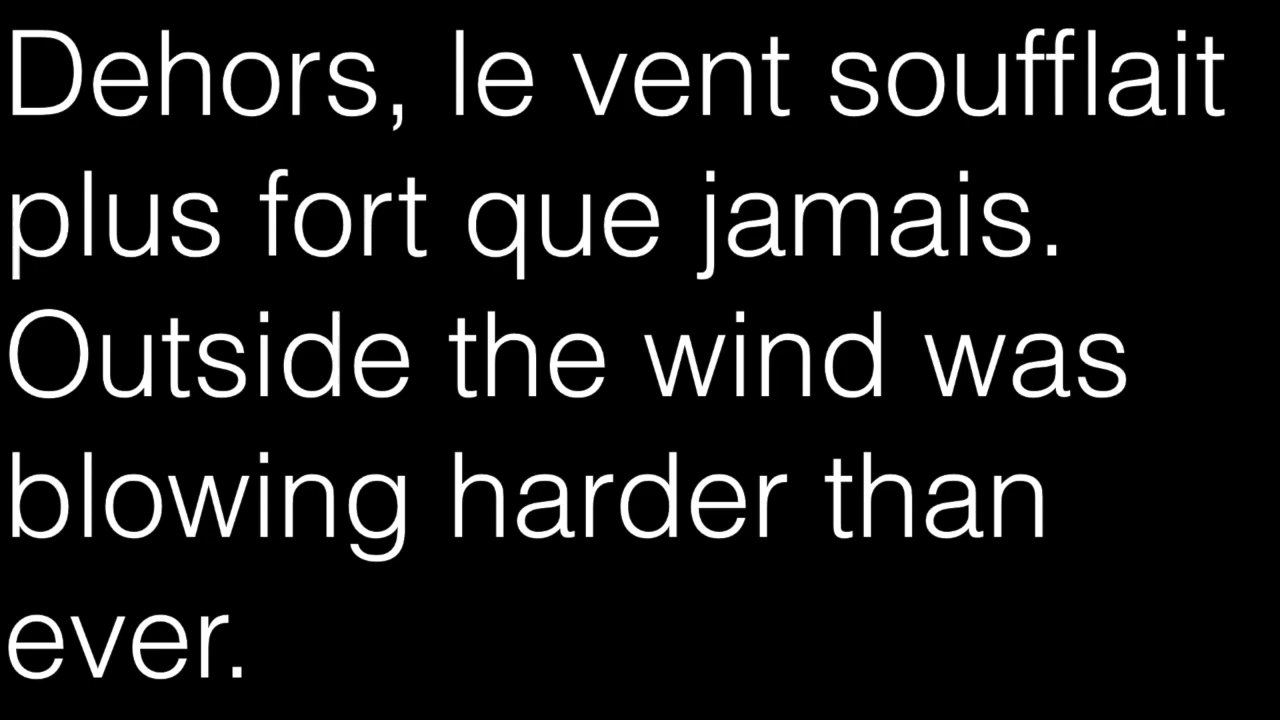 Dehors, le vent soufflait
plus fort que jamais.
Outside the wind was
blowing harder than
ever.